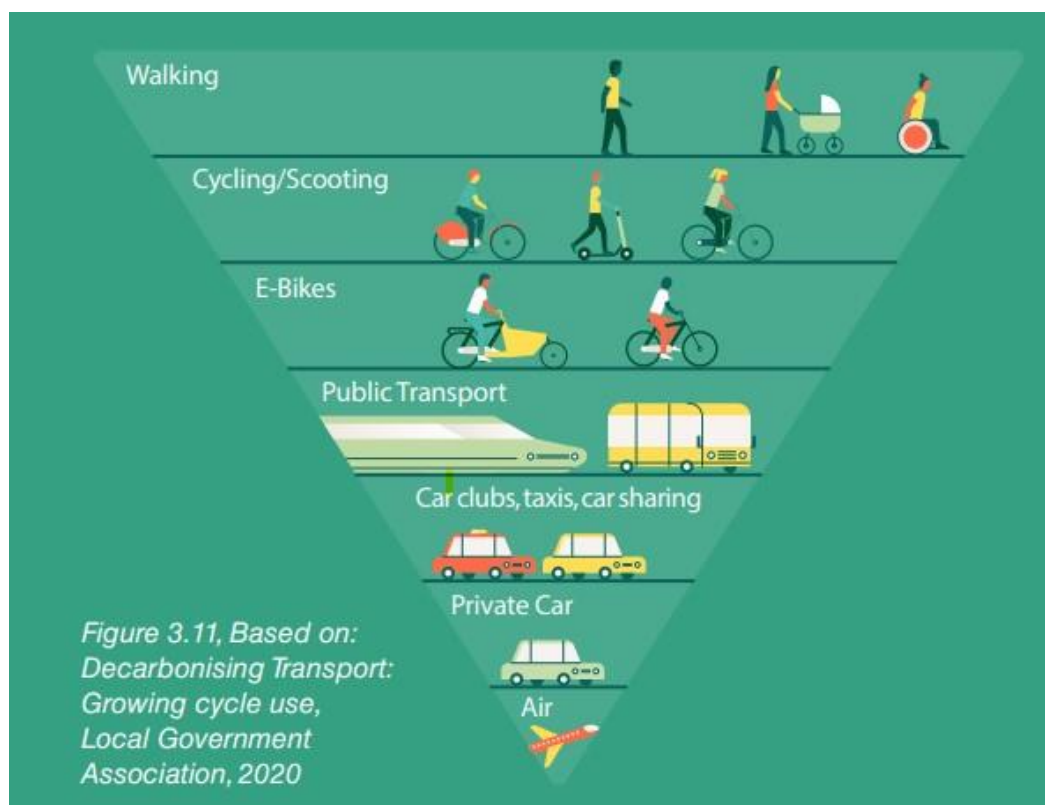 Walking
Cycling/Scooting
E-Bikes
Public Transport
Car clubs, taxis, car sharing
Private Car
Air
Figure 3.11, Based on:
Decarbonising Transport:
Growing cycle use,
Local Government
Association, 2020